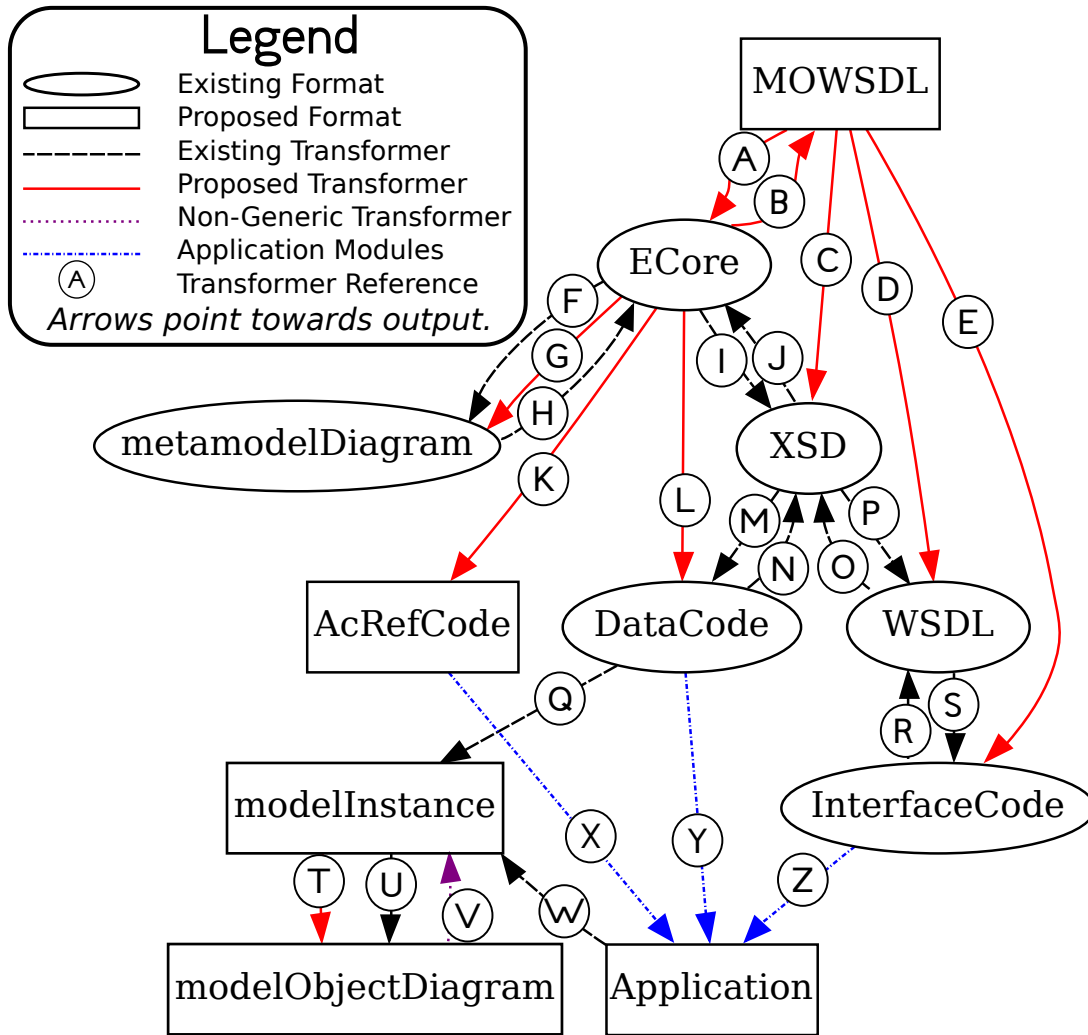 Legend
Existing Format
Proposed Format
Existing Transformer
Proposed Transformer
Non-Generic Transformer
Application Modules
A Transformer Reference
Arrows point towards output.
MOWSDL
A
B
ECore
C
D
E
F
G
H
I
J
metamodelDiagram
XSD
K
L
M
N
O
P
AcRefCode
DataCode
WSDL
Q
R
S
modelInstance
InterfaceCode
T
U
V
W
X
Y
Z
modelObjectDiagram
Application